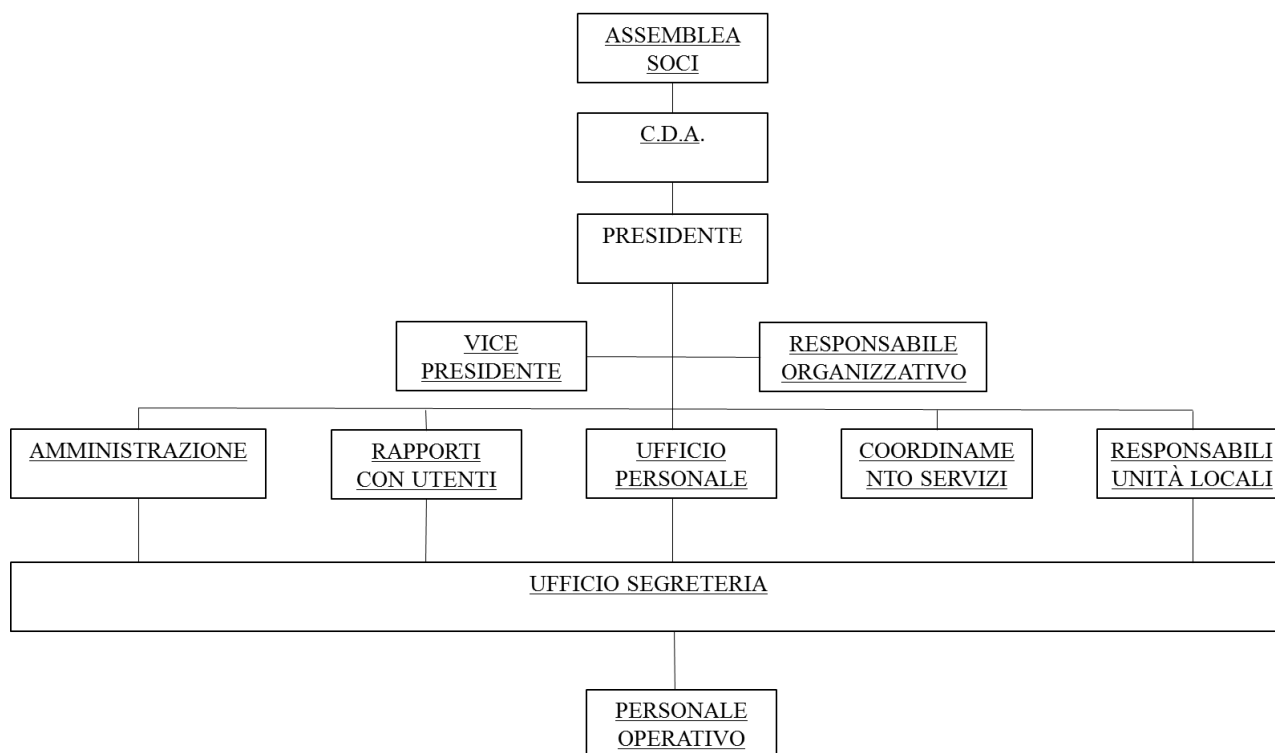 ASSEMBLEA
SOCI
C.D.A.
PRESIDENTE
VICE
PRESIDENTE
RESPONSABILE
ORGANIZZATIVO
AMMINISTRAZIONE
RAPPORTI
CON UTENTI
UFFICIO
PERSONALE
COORDINAME
NTO SERVIZI
RESPONSABILI
UNITÀ LOCALI
UFFICIO SEGRETERIA
PERSONALE
OPERATIVO